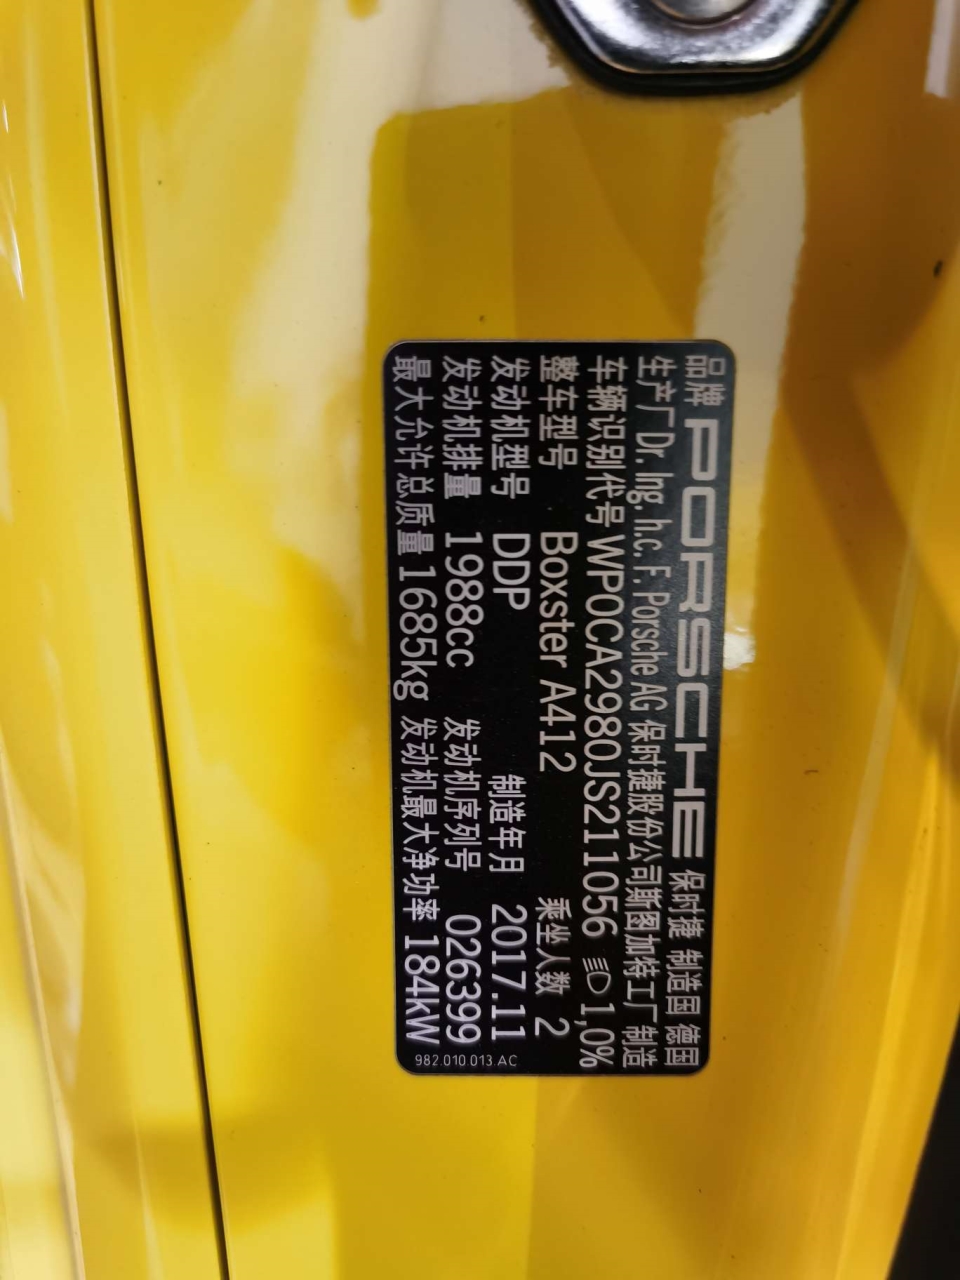 品牌 PORSCHE 保时捷 制造国 德国
生产厂Dr. Ing. h.c. F. Porsche AG 保时捷股份公司斯图加特工厂 制造
车辆识别代号 WP0CA2980JS211056 1,0%
整车型号 Boxster A412 乘坐人数 2
发动机型号 DDP 制造年月 2017.11
发动机排量 1988cc 发动机序列号 026399
最大允许总质量 1685kg 发动机最大净功率 184kW
982.010 013 AC